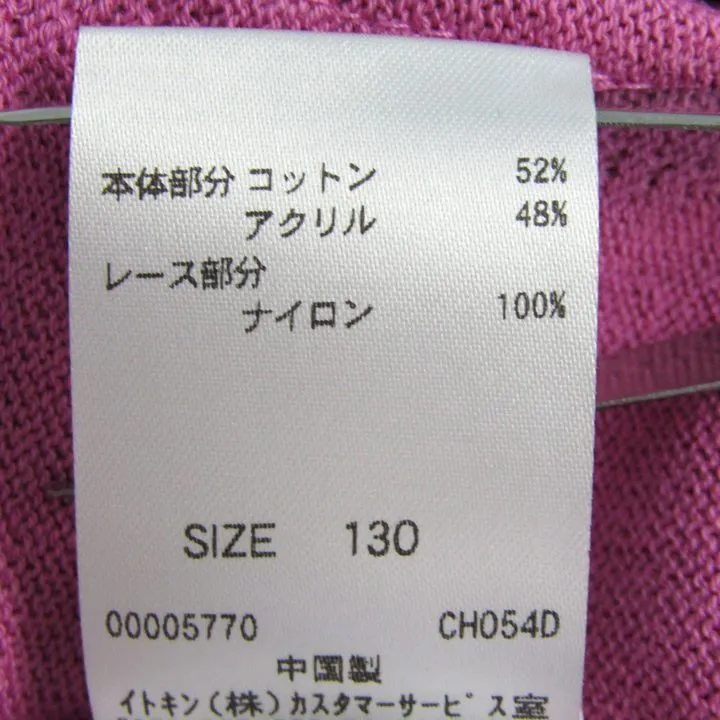 本体部分 コットン 52%
アクリル 48%
レース部分
ナイロン 100%
SIZE 130
00005770 CH054D
中国製
イトキン(株)カスタマーサービス室